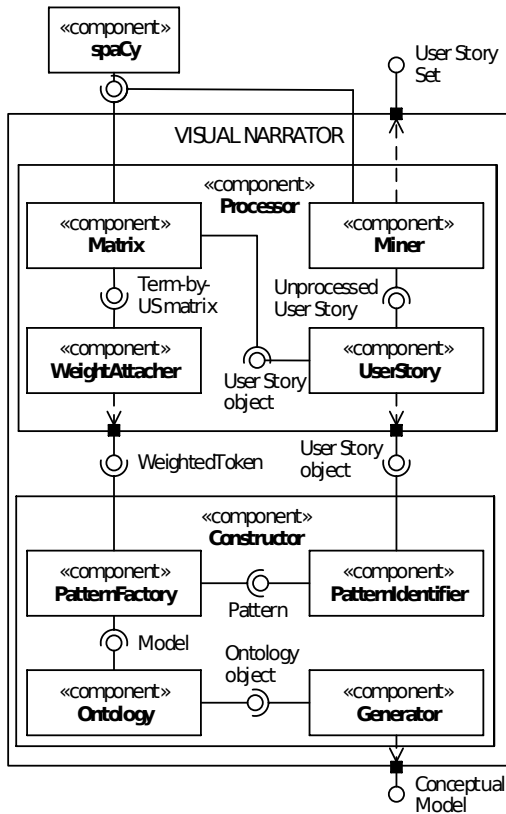 «component»
spaCy
User Story
Set
VISUAL NARRATOR
«component»
Processor
«component»
Matrix
«component»
Miner
Term-by-
US matrix
Unprocessed
User Story
«component»
WeightAttacher
«component»
UserStory
User Story
object
WeightedToken
User Story
object
«component»
Constructor
«component»
PatternFactory
«component»
PatternIdentifier
Pattern
Model
Ontology
object
«component»
Ontology
«component»
Generator
Conceptual
Model